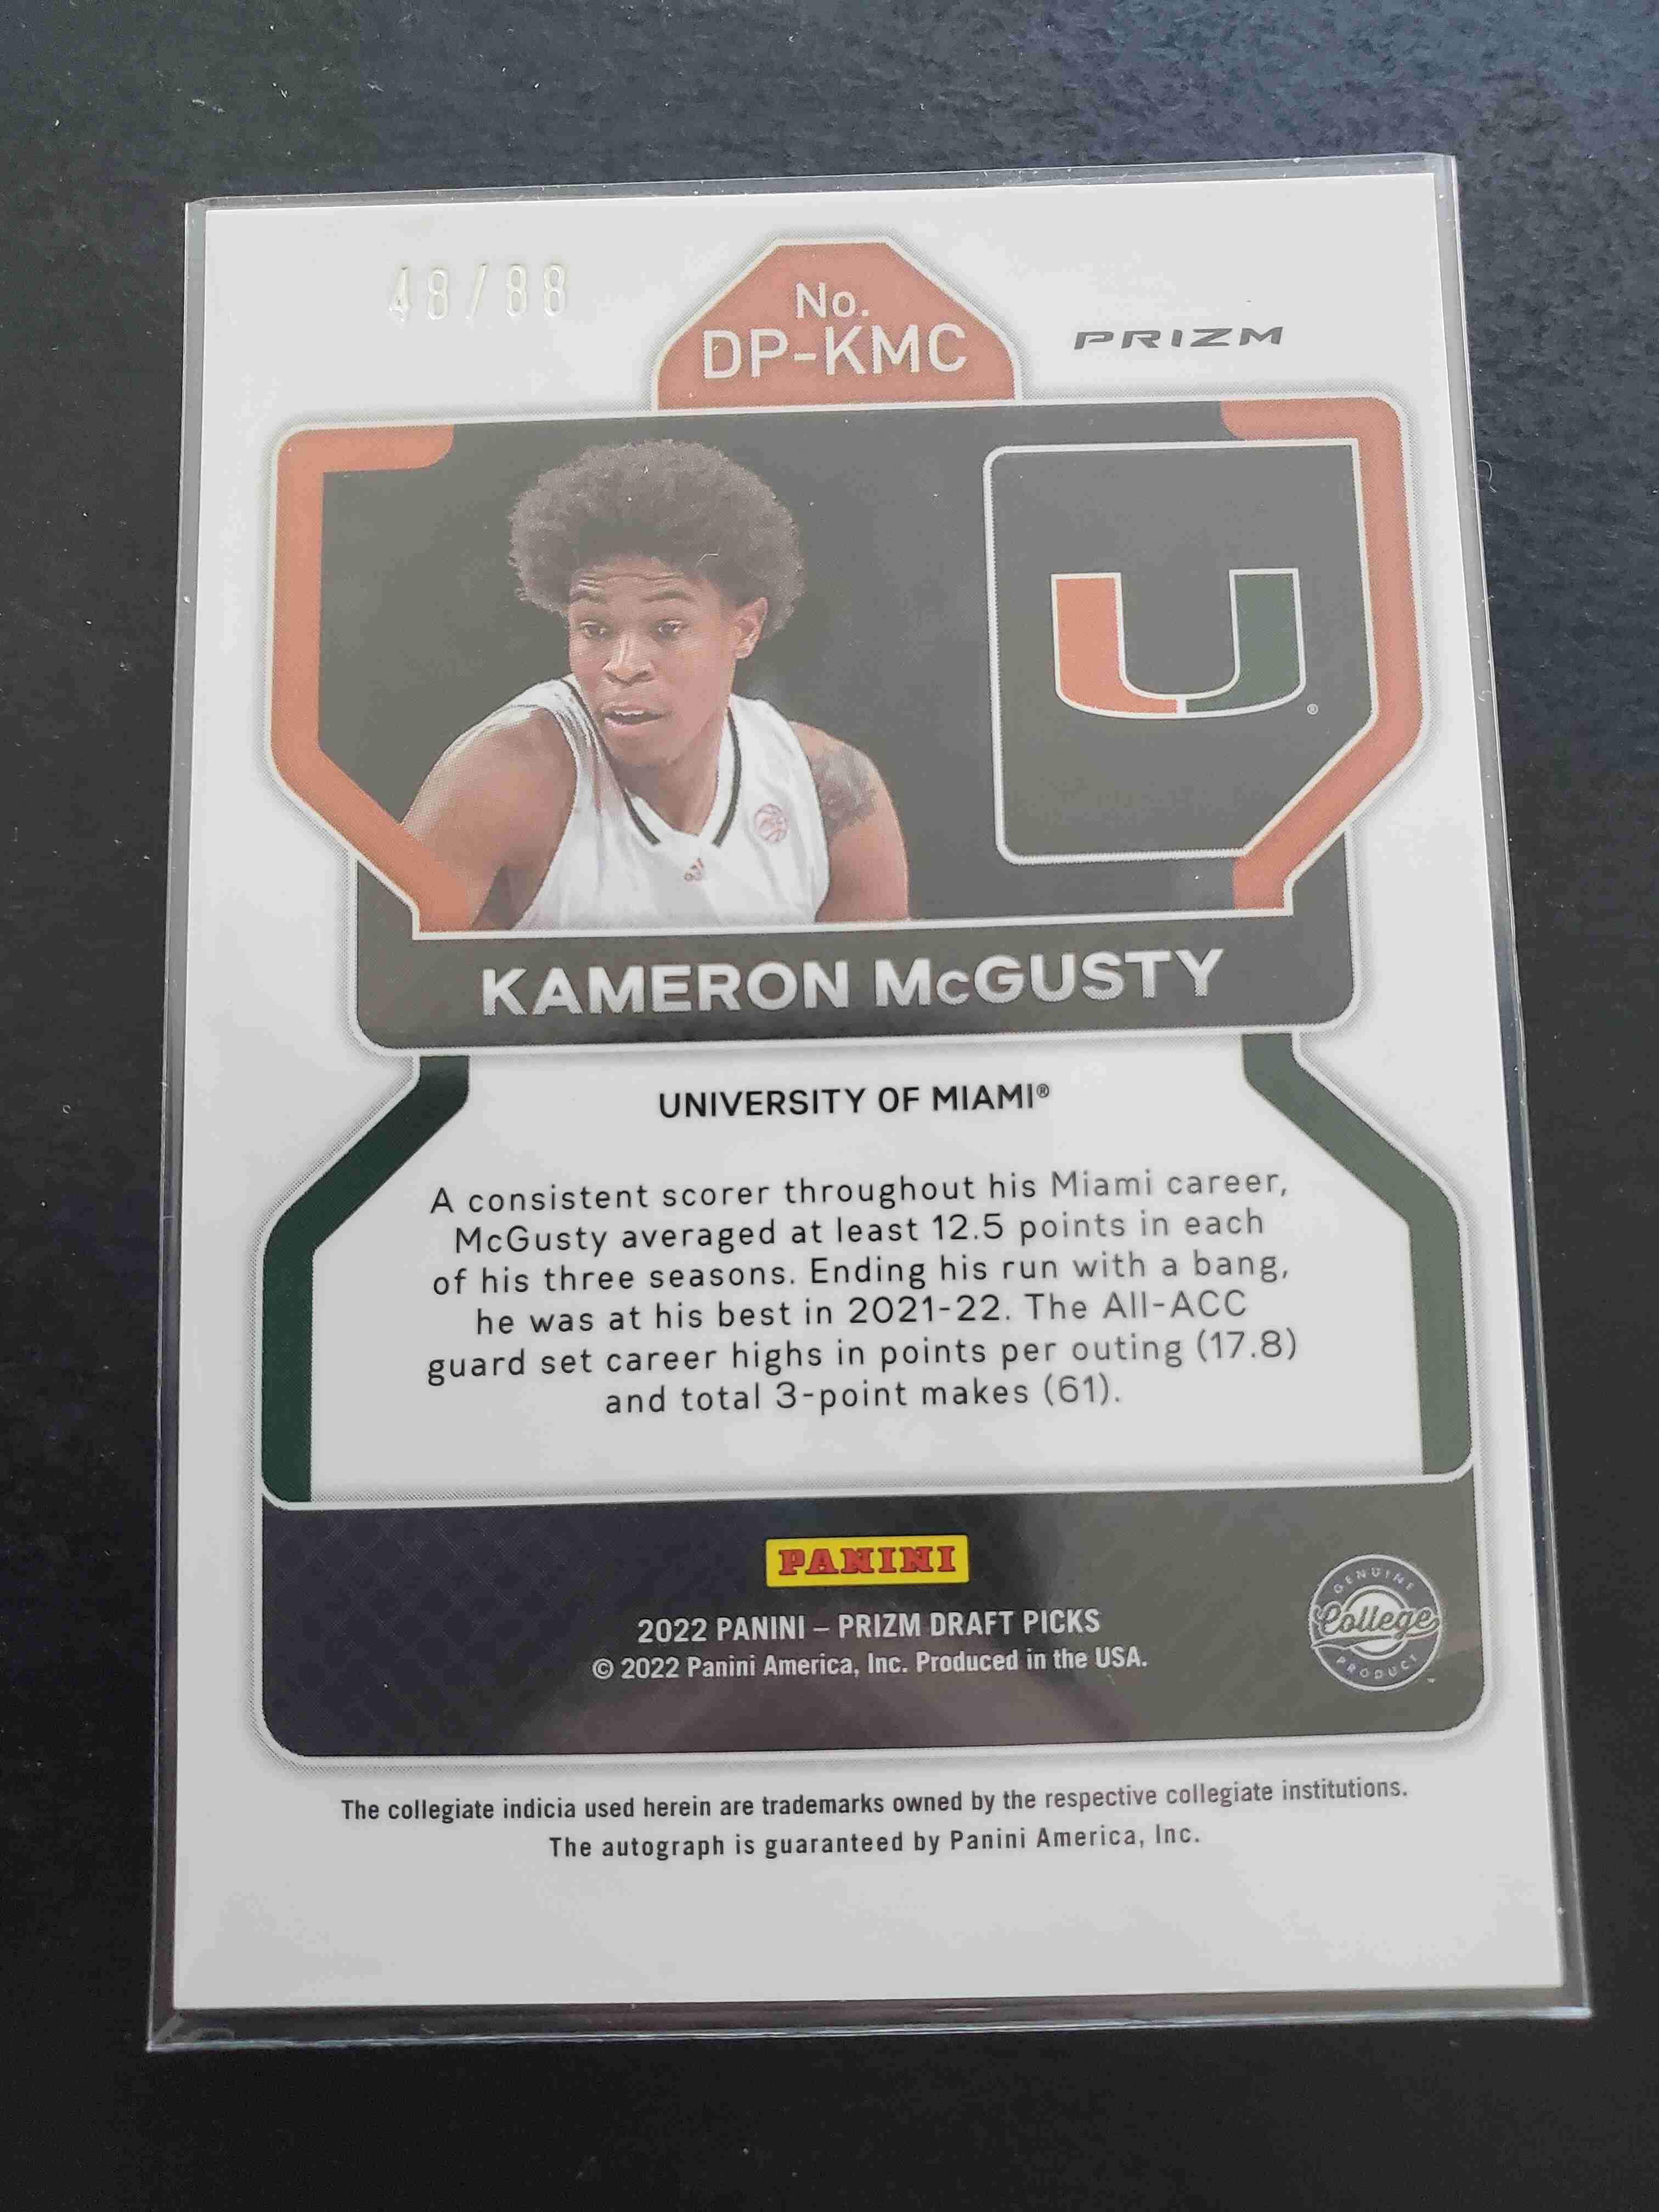 48/88
No.
DP-KMC
PRIZM
U®
KAMERON McGUSTY
UNIVERSITY OF MIAMI®
A consistent scorer throughout his Miami career,
McGusty averaged at least 12.5 points in each
of his three seasons. Ending his run with a bang,
he was at his best in 2021-22. The All-ACC
guard set career highs in points per outing (17.8)
and total 3-point makes (61).
PANINI
2022 PANINI – PRIZM DRAFT PICKS
© 2022 Panini America, Inc. Produced in the USA.
GENUINE
College
PRODUCT™
The collegiate indicia used herein are trademarks owned by the respective collegiate institutions.
The autograph is guaranteed by Panini America, Inc.